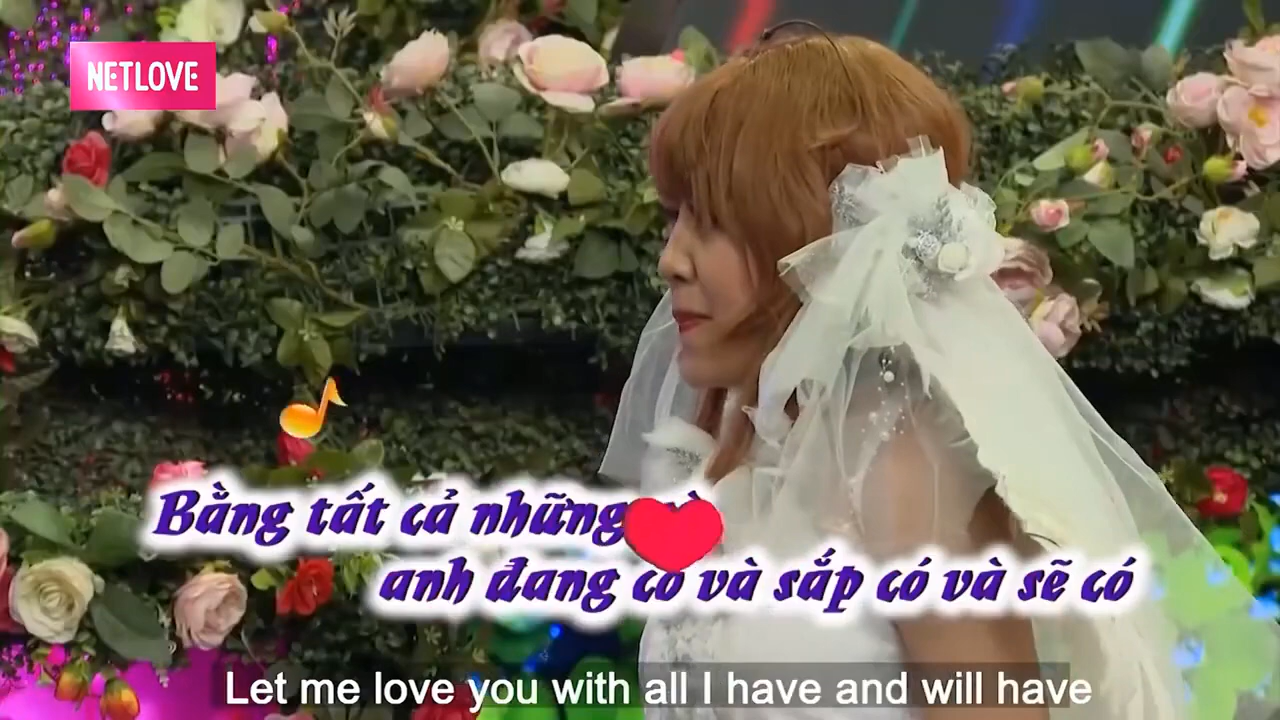 NETLOVE
Bằng tất cả những
anh đang có và sắp có và sẽ có
Let me love you with all I have and will have